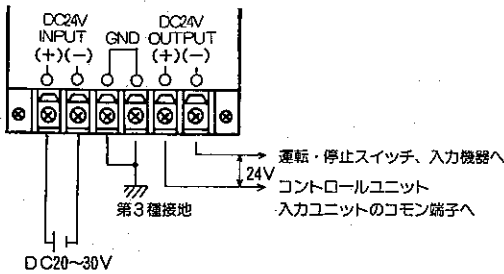 DC24V DC24V
INPUT GND OUTPUT
(+)(−) (+)(−)
運転・停止スイッチ、入力機器へ
24V
コントロールユニット
入力ユニットのコモン端子へ
第3種接地
DC20〜30V